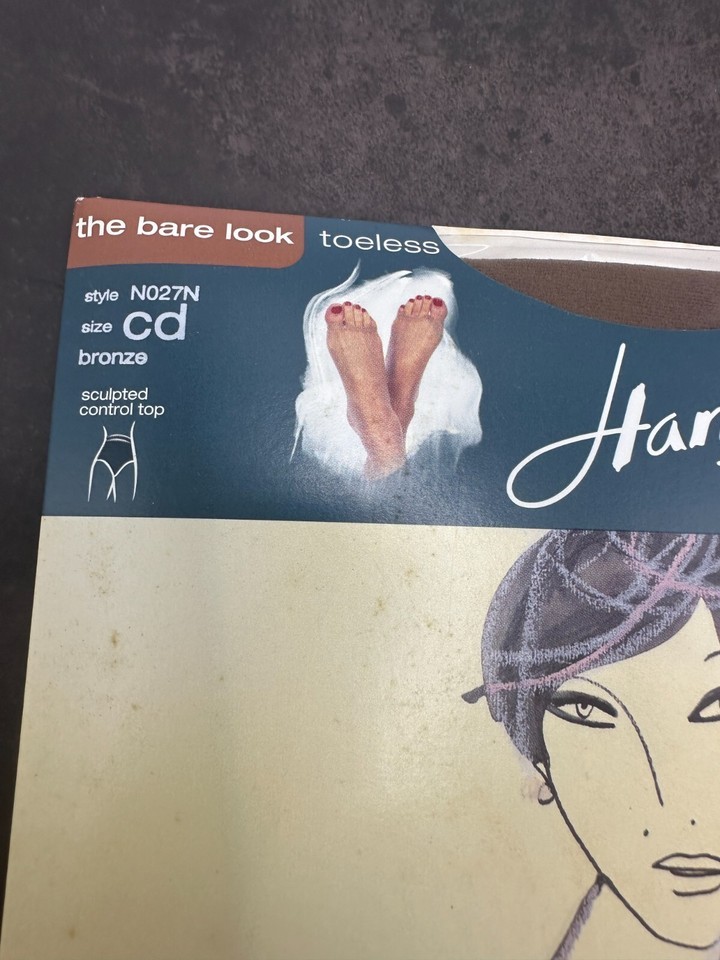 the bare look
toeless
style N027N
size cd
bronze
sculpted
control top